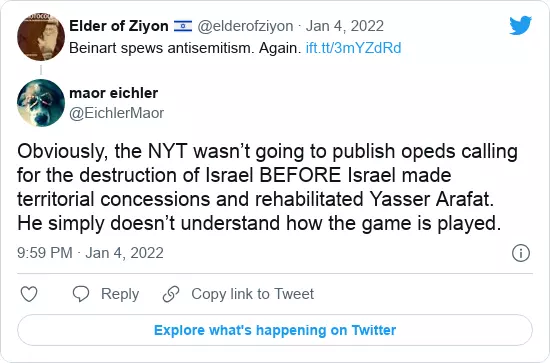 Elder of Ziyon 🇮🇱 @elderofziyon · Jan 4, 2022
Beinart spews antisemitism. Again. ift.tt/3mYZdRd
maor eichler
@EichlerMaor
Obviously, the NYT wasn’t going to publish opeds calling
for the destruction of Israel BEFORE Israel made
territorial concessions and rehabilitated Yasser Arafat.
He simply doesn’t understand how the game is played.
9:59 PM · Jan 4, 2022
Reply Copy link to Tweet
Explore what's happening on Twitter